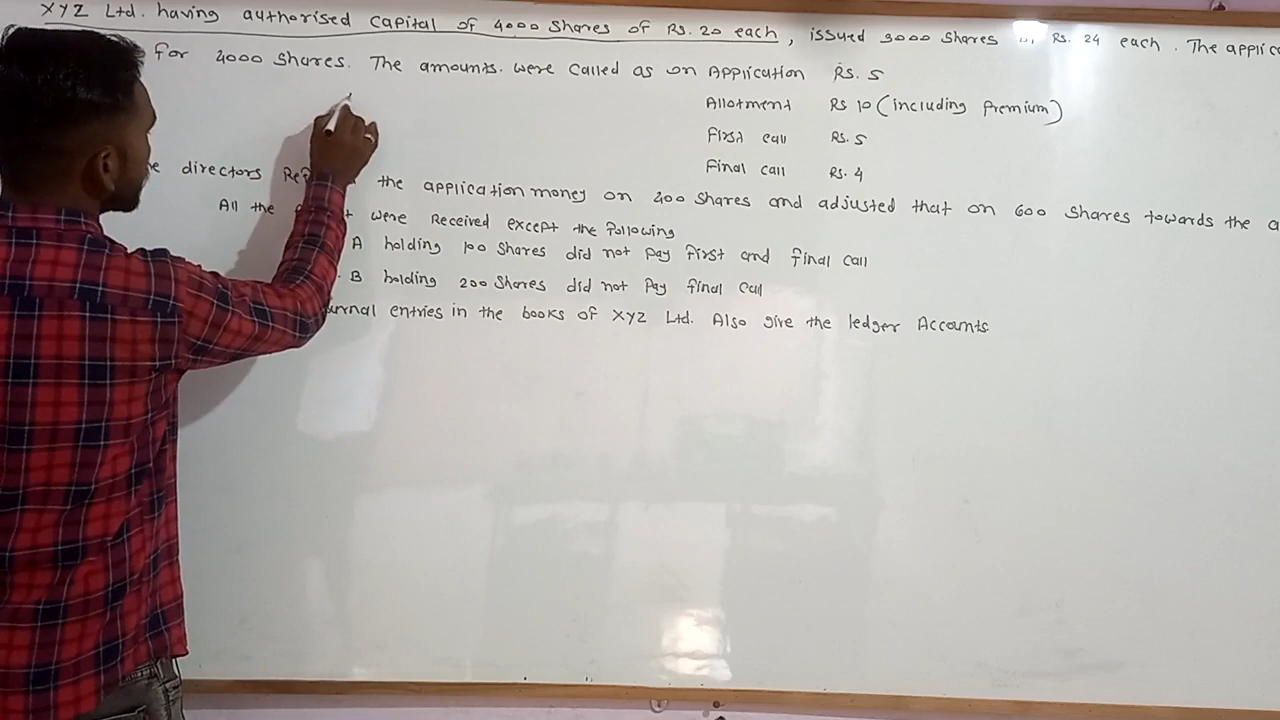 XYZ Ltd. having authorised capital of 4000 shares of Rs. 20 each, issued 3000 shares Rs. 24 each. The
for 4000 shares. The amounts were called as on Application Rs. 5
Allotment Rs 10 (including Premium)
First call Rs. 5
Final call Rs. 4
directors the application money on 400 shares and adjusted that on 600 shares towards the
All the were Received except the following
A holding 100 shares did not pay first and final call
B holding 200 shares did not pay final call
entries in the books of XYZ Ltd. Also give the ledger Accounts